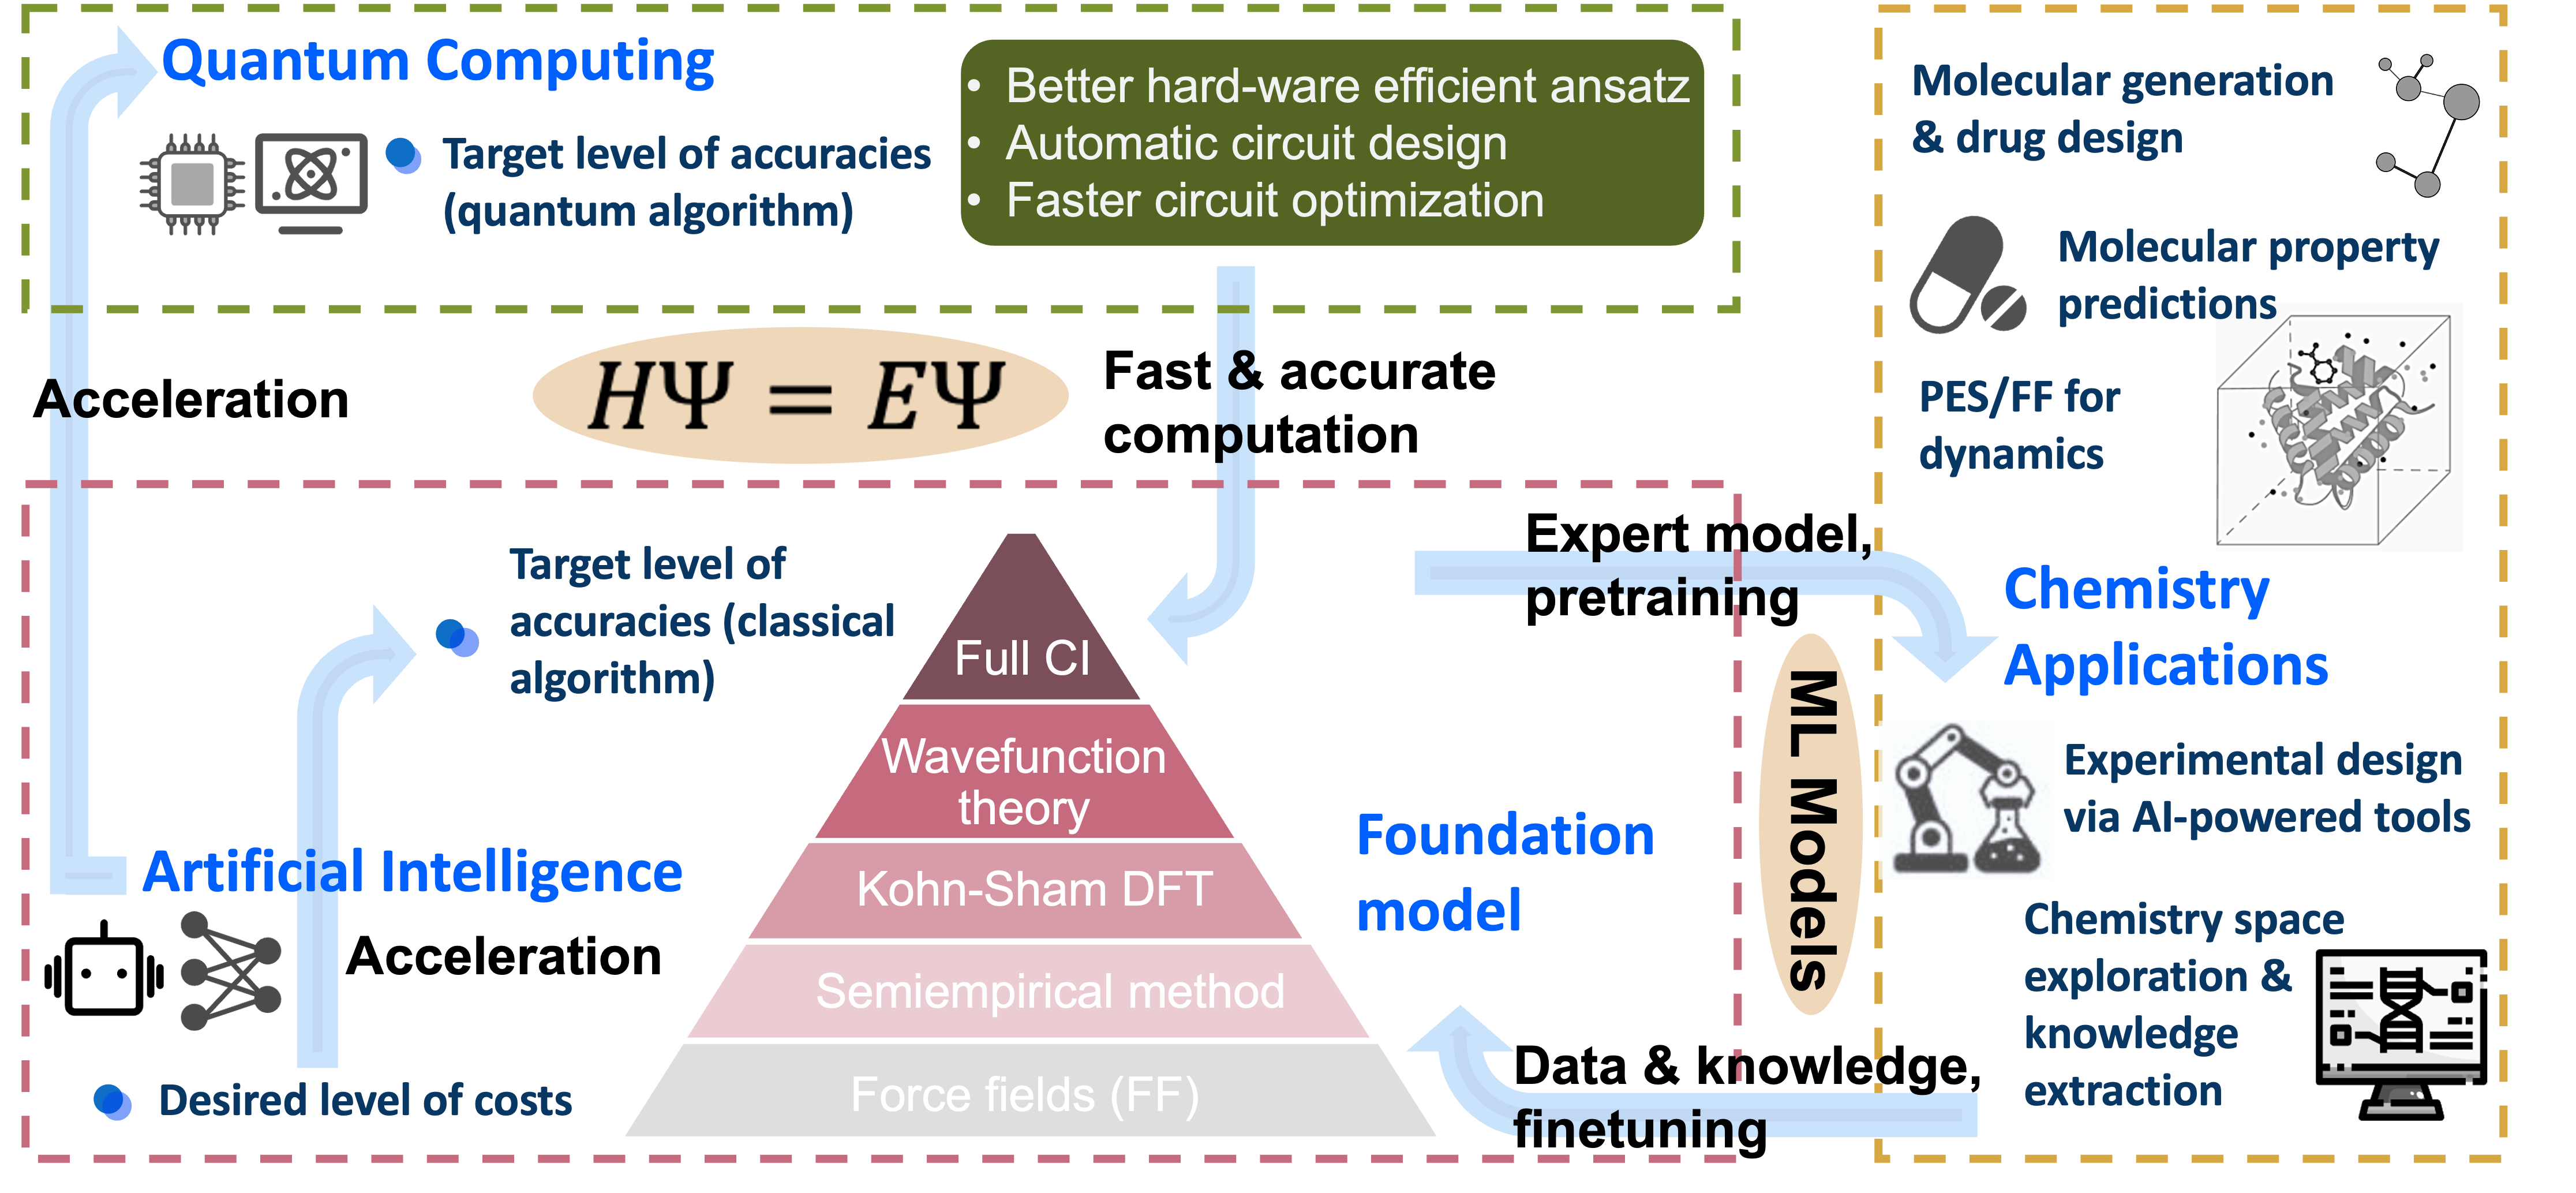 Quantum Computing
Target level of accuracies
(quantum algorithm)
• Better hard-ware efficient ansatz
• Automatic circuit design
• Faster circuit optimization
Acceleration
HΨ = EΨ
Fast & accurate
computation
Target level of
accuracies (classical
algorithm)
Full CI
Wavefunction
theory
Kohn-Sham DFT
Semiempirical method
Force fields (FF)
Artificial Intelligence
Acceleration
Desired level of costs
Foundation
model
Expert model,
pretraining
ML Models
Data & knowledge,
finetuning
Molecular generation
& drug design
Molecular property
predictions
PES/FF for
dynamics
Chemistry
Applications
Experimental design
via AI-powered tools
Chemistry space
exploration &
knowledge
extraction